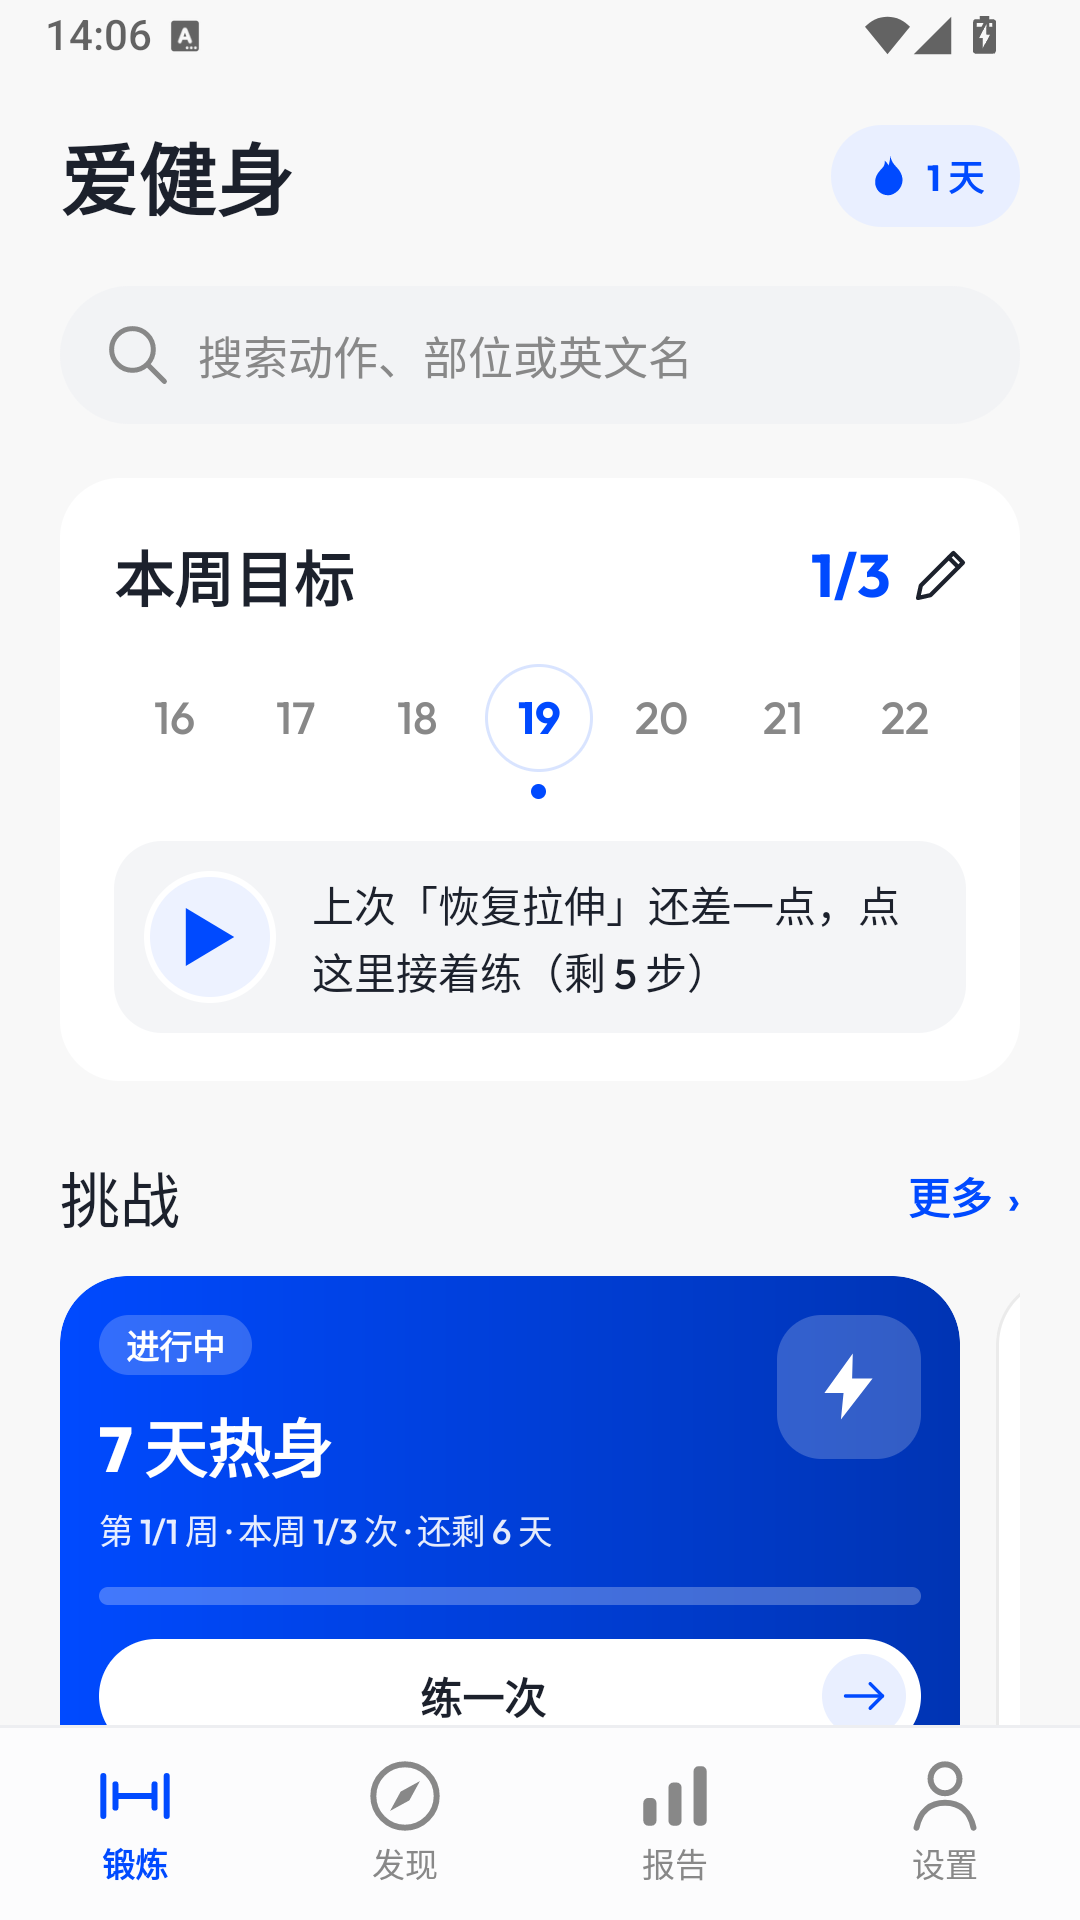 14:06
爱健身
1 天
搜索动作、部位或英文名
本周目标
1/3
16 17 18 19 20 21 22
上次「恢复拉伸」还差一点，点
这里接着练（剩 5 步）
挑战
更多 ›
进行中
7 天热身
第 1/1 周 · 本周 1/3 次 · 还剩 6 天
练一次
锻炼 发现 报告 设置